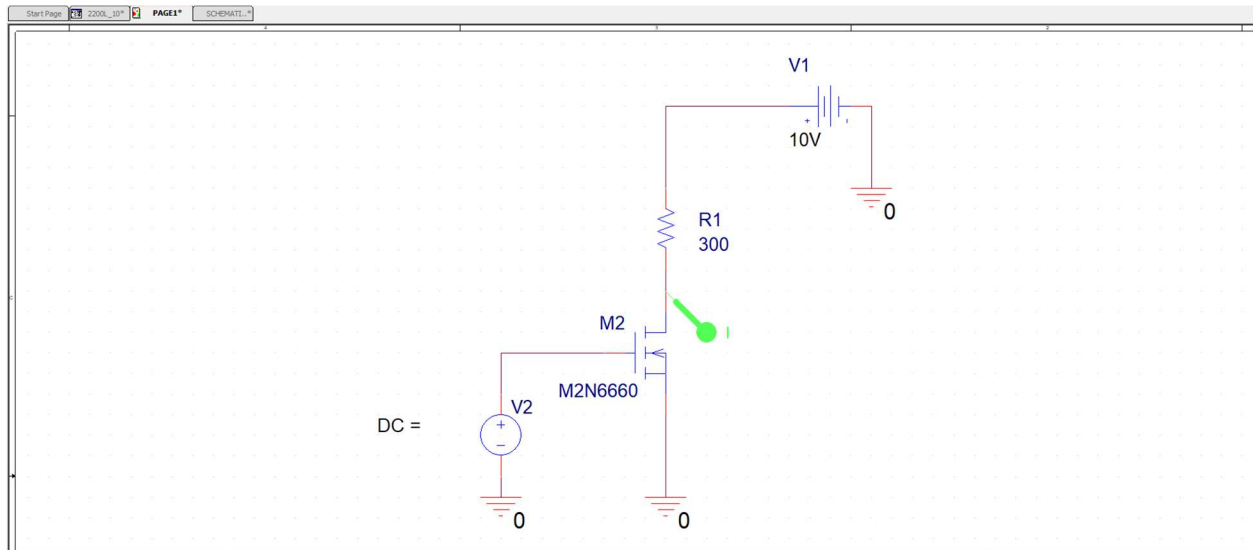 Start Page 2200L_10* PAGE1* SCHEMATI..*
V1
+ -
10V
0
R1
300
M2
I
M2N6660
V2
DC =
+
-
0
0